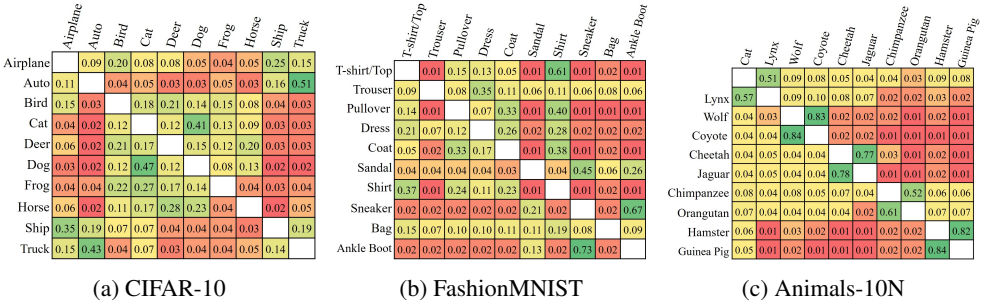 Airplane Auto Bird Cat Deer Dog Frog Horse Ship Truck
Airplane 0.09 0.20 0.08 0.08 0.05 0.04 0.05 0.25 0.15
Auto 0.11 0.04 0.05 0.03 0.03 0.05 0.03 0.16 0.51
Bird 0.15 0.03 0.18 0.21 0.14 0.15 0.08 0.04 0.03
Cat 0.04 0.02 0.12 0.12 0.41 0.13 0.09 0.03 0.03
Deer 0.06 0.02 0.21 0.17 0.15 0.12 0.20 0.04 0.03
Dog 0.03 0.02 0.12 0.47 0.12 0.08 0.13 0.02 0.02
Frog 0.04 0.04 0.22 0.27 0.17 0.14 0.04 0.03 0.04
Horse 0.06 0.02 0.11 0.17 0.28 0.23 0.04 0.02 0.05
Ship 0.35 0.19 0.07 0.07 0.04 0.04 0.04 0.03 0.19
Truck 0.15 0.43 0.04 0.07 0.03 0.04 0.04 0.05 0.14
(a) CIFAR-10
T-shirt/Top Trouser Pullover Dress Coat Sandal Shirt Sneaker Bag Ankle Boot
T-shirt/Top 0.01 0.15 0.13 0.05 0.01 0.61 0.01 0.02 0.01
Trouser 0.09 0.08 0.35 0.11 0.06 0.11 0.06 0.08 0.06
Pullover 0.14 0.01 0.07 0.33 0.01 0.40 0.01 0.01 0.01
Dress 0.21 0.07 0.12 0.26 0.02 0.28 0.02 0.02 0.02
Coat 0.05 0.02 0.33 0.17 0.01 0.38 0.01 0.01 0.01
Sandal 0.04 0.04 0.04 0.04 0.03 0.04 0.45 0.06 0.26
Shirt 0.37 0.01 0.24 0.11 0.23 0.01 0.01 0.02 0.01
Sneaker 0.02 0.02 0.02 0.02 0.02 0.21 0.02 0.02 0.67
Bag 0.15 0.07 0.10 0.10 0.11 0.11 0.19 0.08 0.09
Ankle Boot 0.02 0.02 0.02 0.02 0.02 0.13 0.02 0.73 0.04
(b) FashionMNIST
Cat Lynx Wolf Coyote Cheetah Jaguar Chimpanzee Orangutan Hamster Guinea Pig
0.51 0.09 0.08 0.05 0.04 0.04 0.03 0.09 0.08
Lynx 0.57 0.09 0.10 0.08 0.07 0.02 0.02 0.03 0.02
Wolf 0.04 0.03 0.83 0.02 0.02 0.02 0.01 0.02 0.01
Coyote 0.04 0.04 0.84 0.02 0.02 0.01 0.01 0.01 0.01
Cheetah 0.04 0.05 0.04 0.04 0.77 0.03 0.01 0.02 0.01
Jaguar 0.04 0.05 0.04 0.04 0.78 0.01 0.02 0.02 0.01
Chimpanzee 0.08 0.04 0.08 0.05 0.07 0.04 0.52 0.06 0.06
Orangutan 0.07 0.04 0.04 0.04 0.04 0.02 0.61 0.07 0.07
Hamster 0.06 0.01 0.03 0.02 0.01 0.01 0.02 0.02 0.82
Guinea Pig 0.05 0.01 0.02 0.02 0.01 0.01 0.02 0.02 0.84
(c) Animals-10N